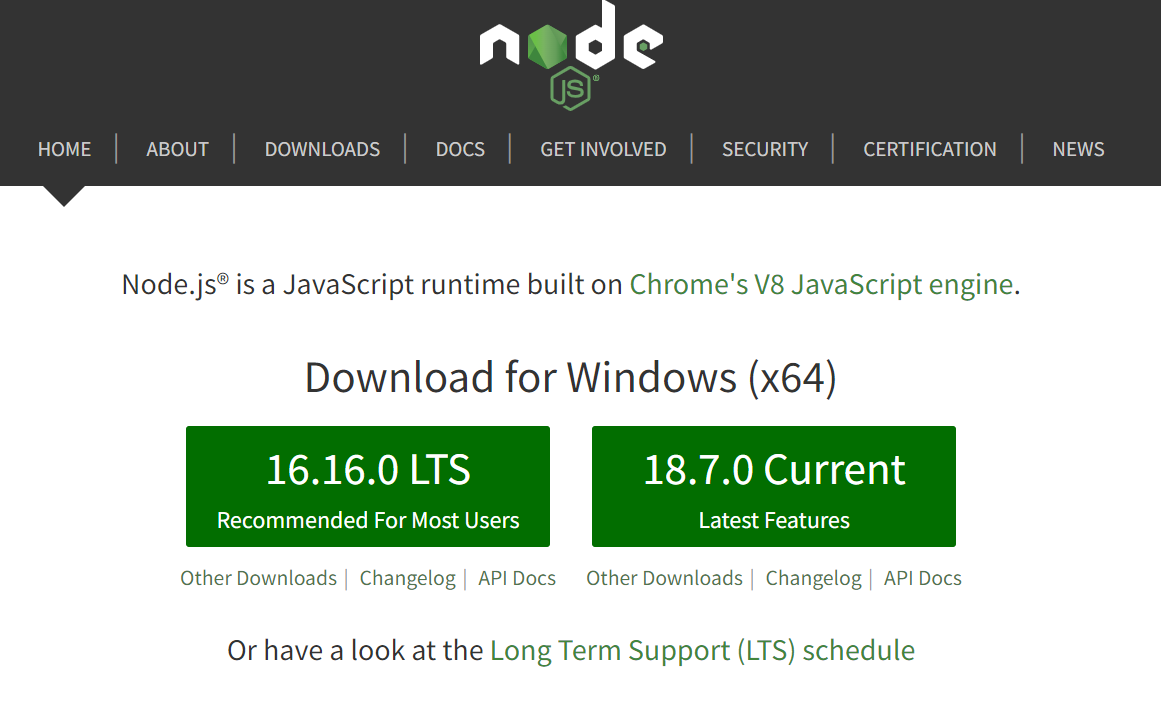 node
JS®
HOME | ABOUT | DOWNLOADS | DOCS | GET INVOLVED | SECURITY | CERTIFICATION | NEWS
Node.js® is a JavaScript runtime built on Chrome's V8 JavaScript engine.
Download for Windows (x64)
16.16.0 LTS
Recommended For Most Users
18.7.0 Current
Latest Features
Other Downloads | Changelog | API Docs
Other Downloads | Changelog | API Docs
Or have a look at the Long Term Support (LTS) schedule